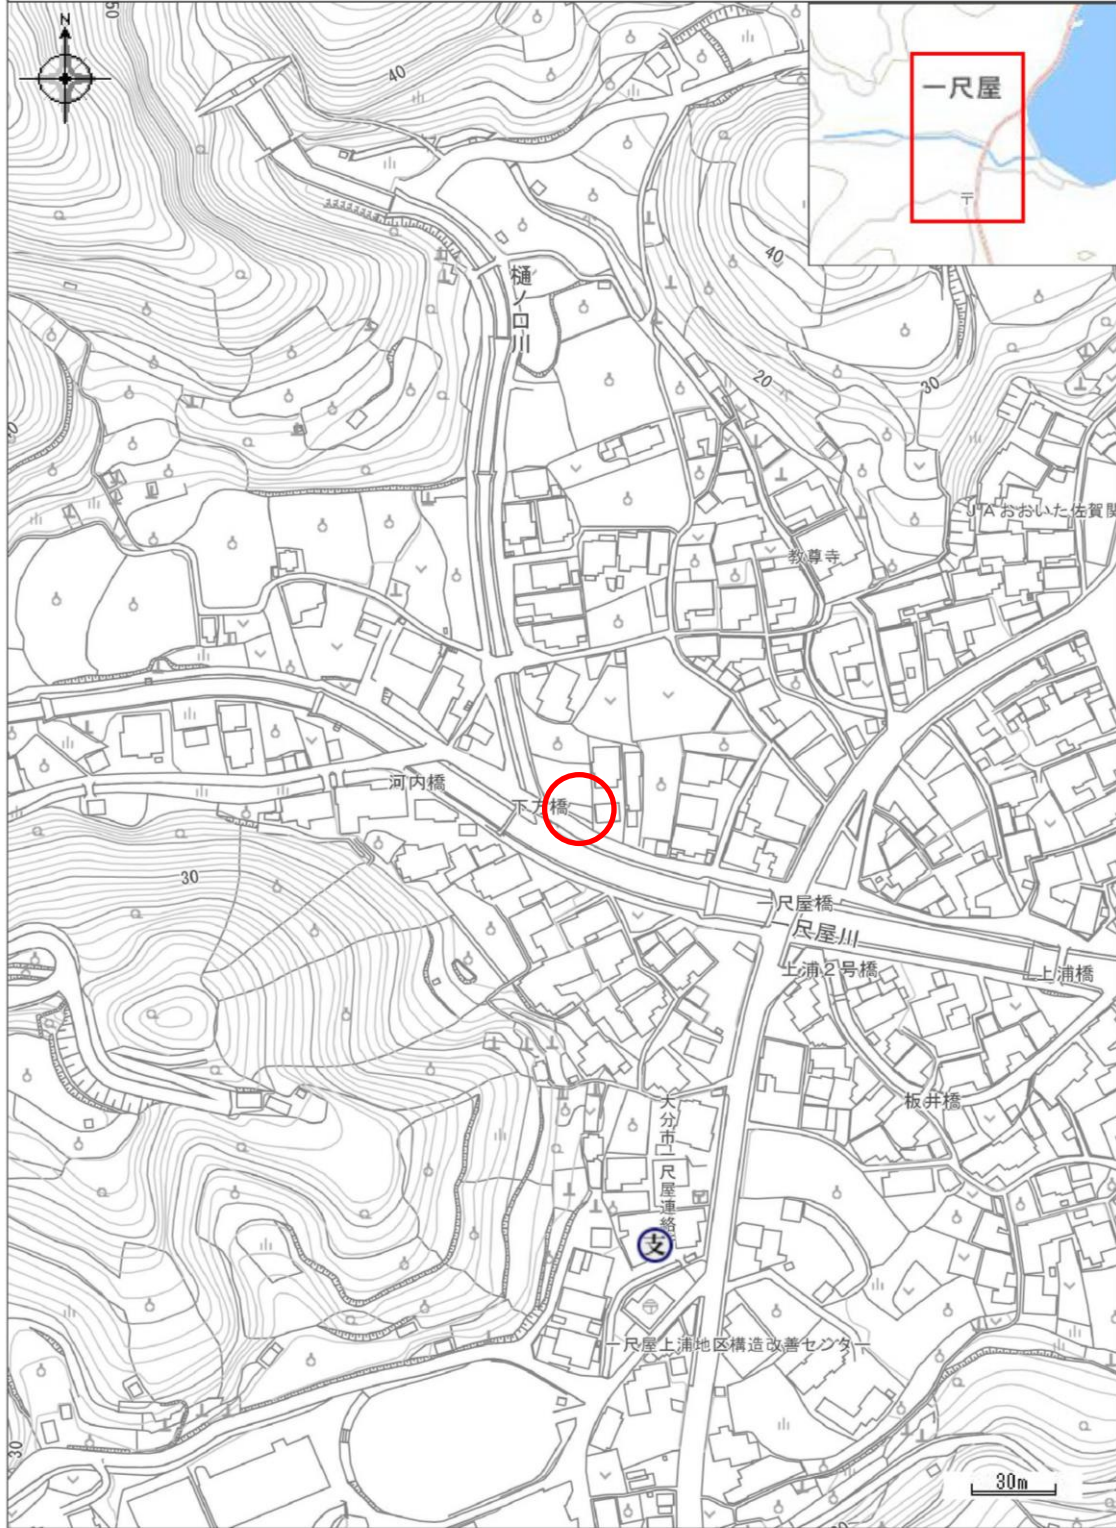 N
50
40
一尺屋
〒
樋ノ口川
40
20
30
JAおおいた佐賀関
教尊寺
河内橋
下方橋
30
一尺屋橋
一尺屋川
上浦2号橋
上浦橋
板井橋
大分市一尺屋連絡
支
一尺屋上浦地区構造改善センター
30
30m